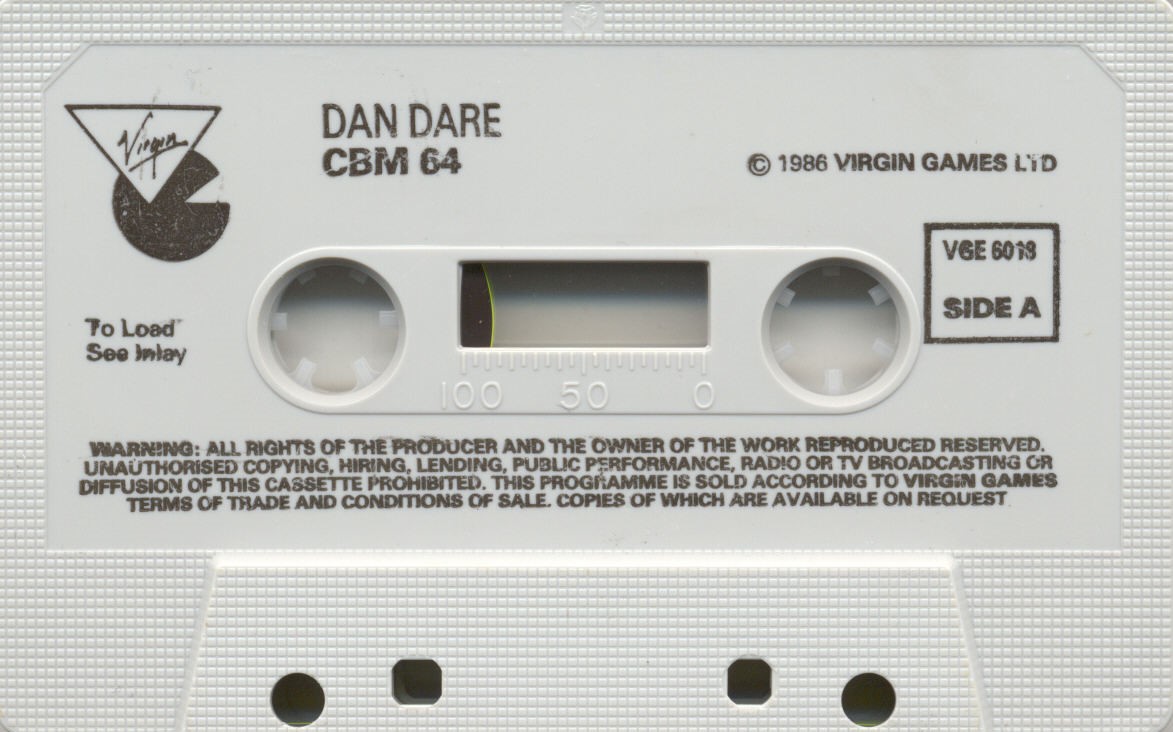 Virgin
DAN DARE
CBM 64
© 1986 VIRGIN GAMES LTD
VGE 6013
SIDE A
To Load
See Inlay
100 50 0
WARNING: ALL RIGHTS OF THE PRODUCER AND THE OWNER OF THE WORK REPRODUCED RESERVED.
UNAUTHORISED COPYING, HIRING, LENDING, PUBLIC PERFORMANCE, RADIO OR TV BROADCASTING OR
DIFFUSION OF THIS CASSETTE PROHIBITED. THIS PROGRAMME IS SOLD ACCORDING TO VIRGIN GAMES
TERMS OF TRADE AND CONDITIONS OF SALE. COPIES OF WHICH ARE AVAILABLE ON REQUEST